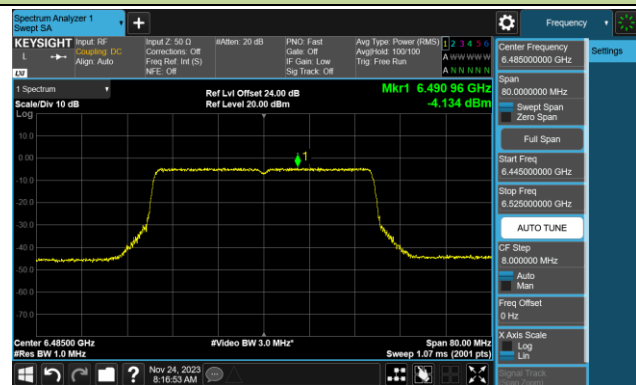 Spectrum Analyzer 1
Swept SA
Frequency
KEYSIGHT
L
Input: RF
Coupling: DC
Align: Auto
Input Z: 50 Ω
Corrections: Off
Freq Ref: Int (S)
NFE: Off
#Atten: 20 dB
PNO: Fast
Gate: Off
IF Gain: Low
Sig Track: Off
Avg Type: Power (RMS)
Avg|Hold: 100/100
Trig: Free Run
1 2 3 4 5 6
A W W W W W
A N N N N N
LXI
1 Spectrum
Scale/Div 10 dB
Log
Ref Lvl Offset 24.00 dB
Ref Level 20.00 dBm
Mkr1 6.490 96 GHz
-4.134 dBm
10.0
0.00
-10.0
-20.0
-30.0
-40.0
-50.0
-60.0
-70.0
1
Center 6.48500 GHz
#Res BW 1.0 MHz
#Video BW 3.0 MHz*
Span 80.00 MHz
Sweep 1.07 ms (2001 pts)
Nov 24, 2023
8:16:53 AM
Center Frequency
6.485000000 GHz
Span
80.0000000 MHz
Swept Span
Zero Span
Full Span
Start Freq
6.445000000 GHz
Stop Freq
6.525000000 GHz
AUTO TUNE
CF Step
8.000000 MHz
Auto
Man
Freq Offset
0 Hz
X Axis Scale
Log
Lin
Signal Track
(Span Zoom)
Settings